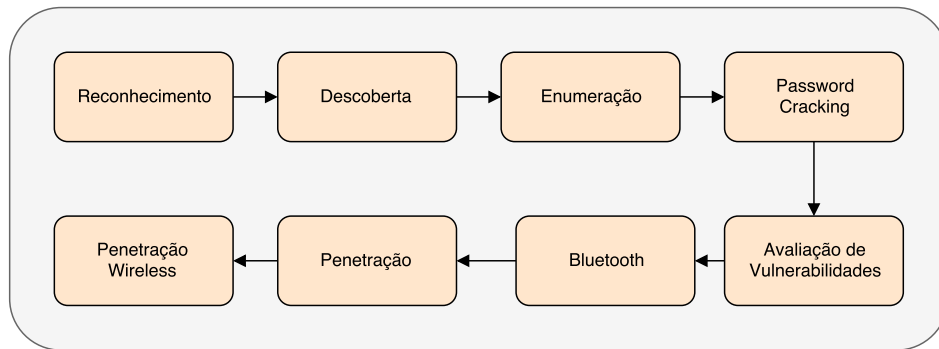 Reconhecimento
Descoberta
Enumeração
Password
Cracking
Penetração
Wireless
Penetração
Bluetooth
Avaliação de
Vulnerabilidades